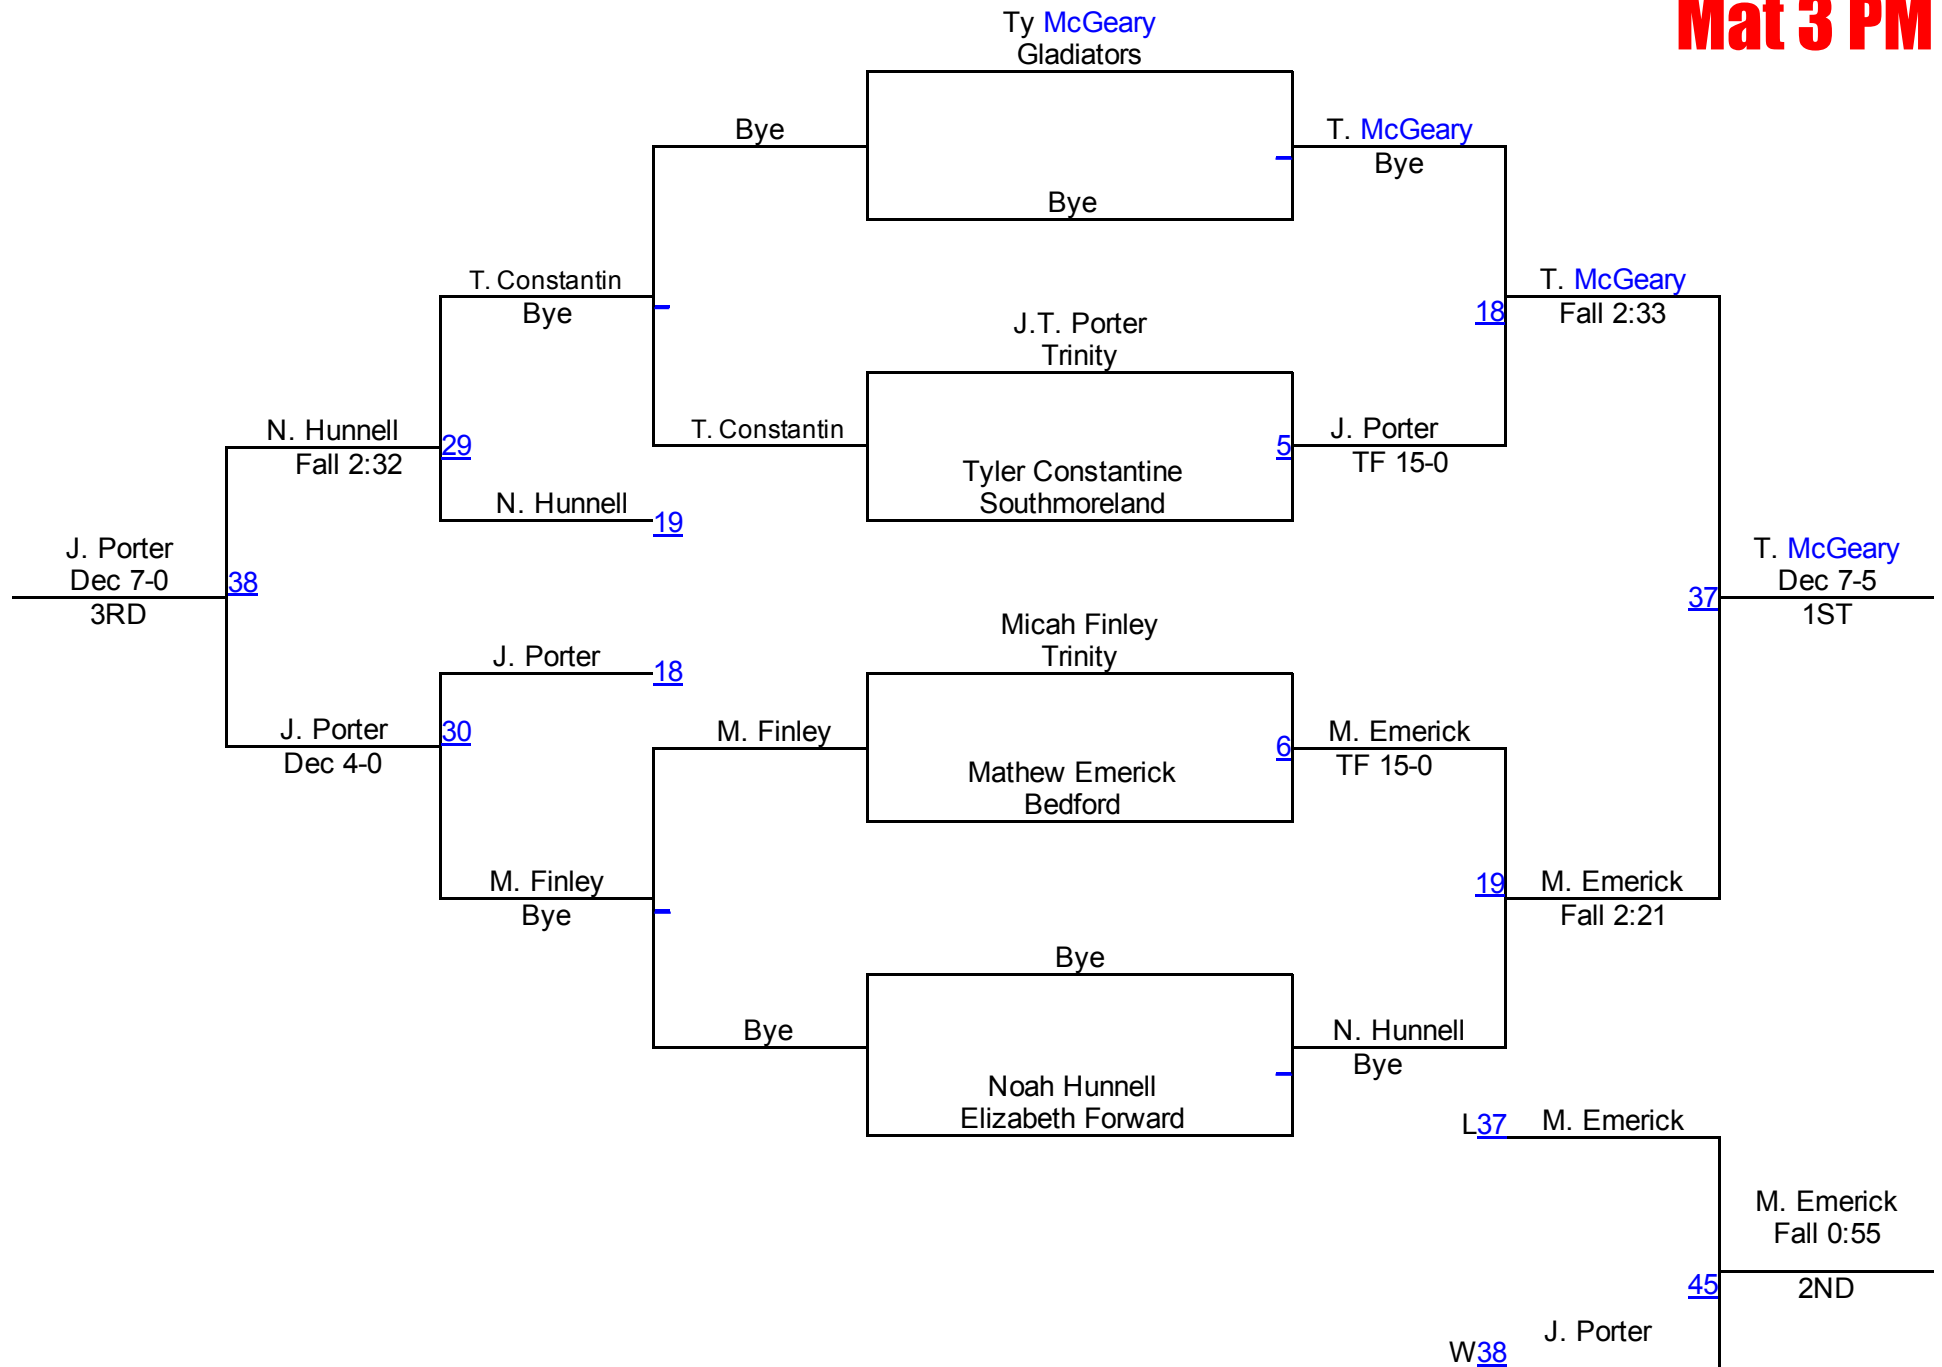 Mat 3 PM
Ty McGeary
Gladiators
Bye
T. McGeary
Bye
Bye
T. Constantin
Bye
T. McGeary
Fall 2:33
18
J.T. Porter
Trinity
N. Hunnell
Fall 2:32
29
T. Constantin
5
J. Porter
TF 15-0
Tyler Constantine
Southmoreland
N. Hunnell
19
J. Porter
Dec 7-0
3RD
38
T. McGeary
Dec 7-5
1ST
37
Micah Finley
Trinity
J. Porter
18
J. Porter
Dec 4-0
30
M. Finley
6
M. Emerick
TF 15-0
Mathew Emerick
Bedford
M. Finley
Bye
19
M. Emerick
Fall 2:21
Bye
Bye
N. Hunnell
Bye
Noah Hunnell
Elizabeth Forward
L37
M. Emerick
M. Emerick
Fall 0:55
2ND
45
J. Porter
W38